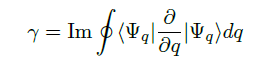 γ = Im ∮ ⟨Ψ_q| ∂/∂q |Ψ_q⟩dq